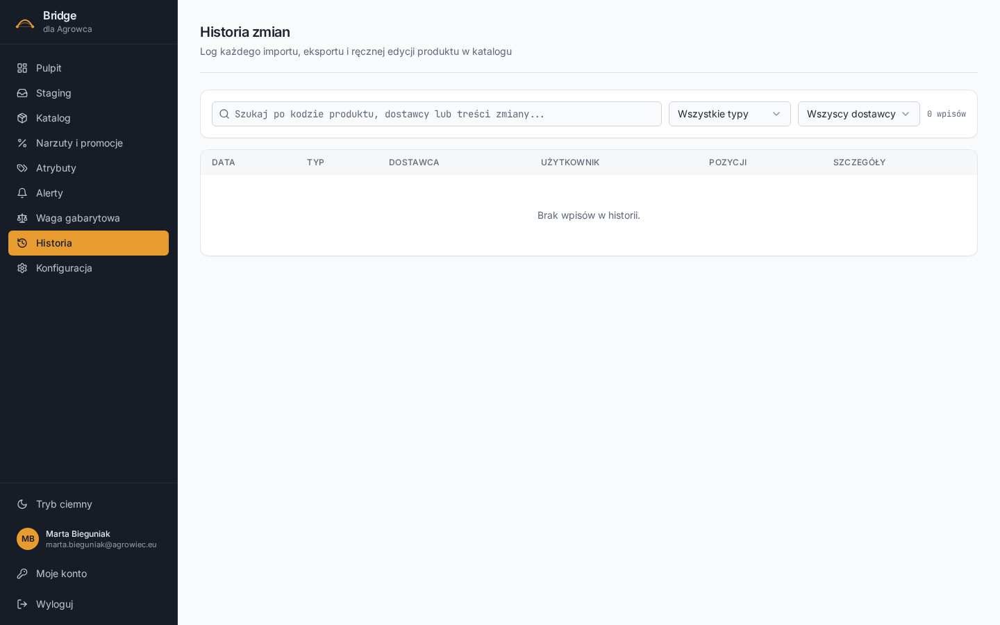 Bridge
dla Agrowca
Pulpit
Staging
Katalog
Narzuty i promocje
Atrybuty
Alerty
Waga gabarytowa
Historia
Konfiguracja
Tryb ciemny
MB
Marta Bieguniak
marta.bieguniak@agrowiec.eu
Moje konto
Wyloguj
Historia zmian
Log każdego importu, eksportu i ręcznej edycji produktu w katalogu
Szukaj po kodzie produktu, dostawcy lub treści zmiany...
Wszystkie typy
Wszyscy dostawcy
0 wpisów
DATA TYP DOSTAWCA UŻYTKOWNIK POZYCJI SZCZEGÓŁY
Brak wpisów w historii.